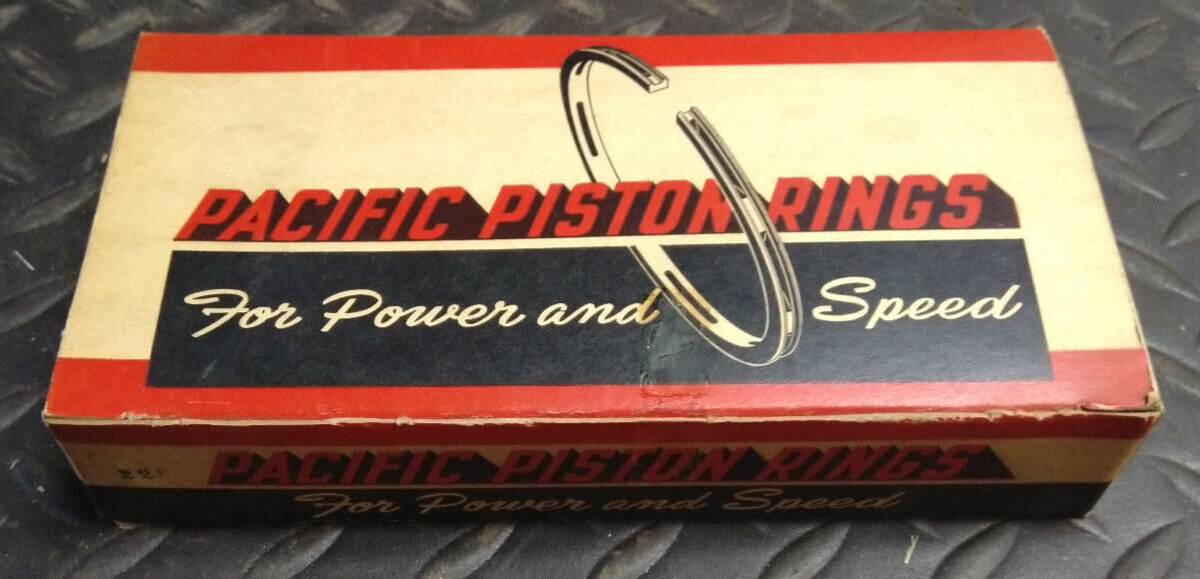 PACIFIC PISTON RINGS
For Power and Speed
PACIFIC PISTON RINGS
For Power and Speed